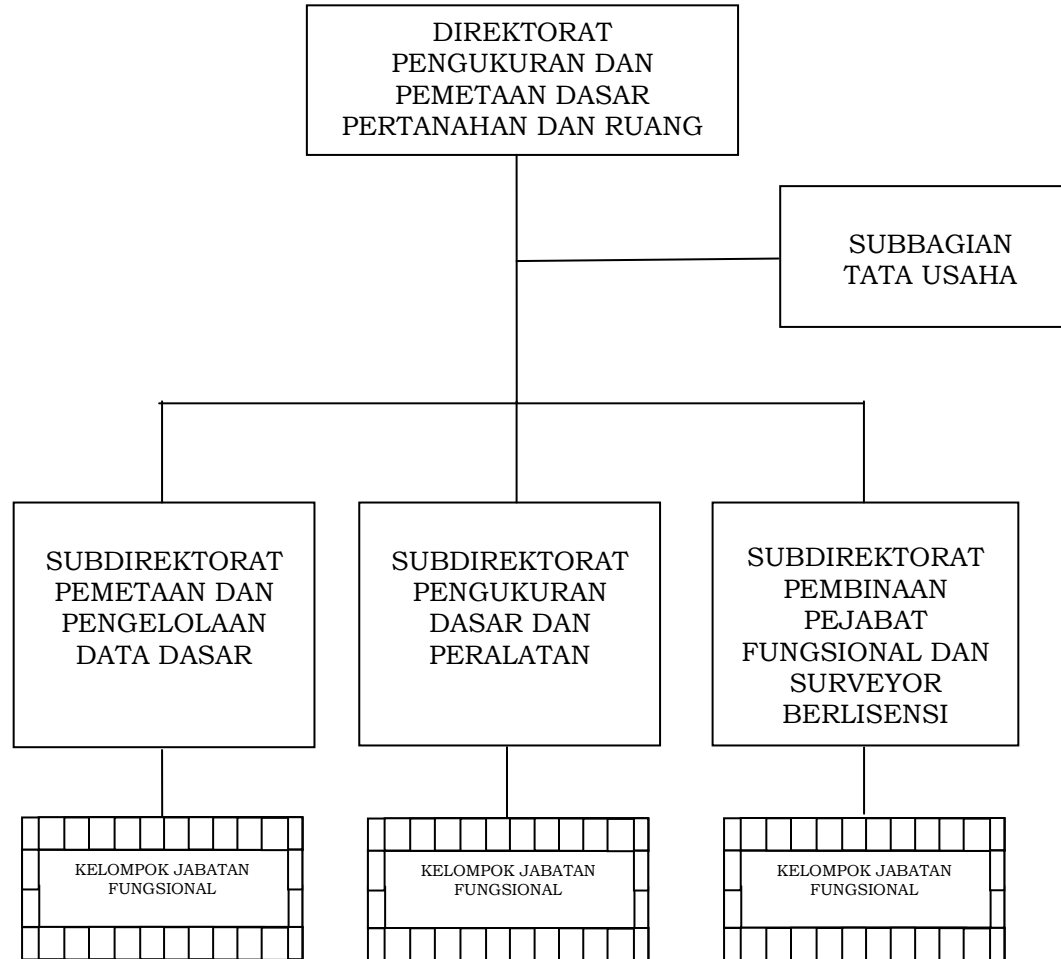 DIREKTORAT
PENGUKURAN DAN
PEMETAAN DASAR
PERTANAHAN DAN RUANG
SUBBAGIAN
TATA USAHA
SUBDIREKTORAT
PEMETAAN DAN
PENGELOLAAN
DATA DASAR
SUBDIREKTORAT
PENGUKURAN
DASAR DAN
PERALATAN
SUBDIREKTORAT
PEMBINAAN
PEJABAT
FUNGSIONAL DAN
SURVEYOR
BERLISENSI
KELOMPOK JABATAN
FUNGSIONAL
KELOMPOK JABATAN
FUNGSIONAL
KELOMPOK JABATAN
FUNGSIONAL